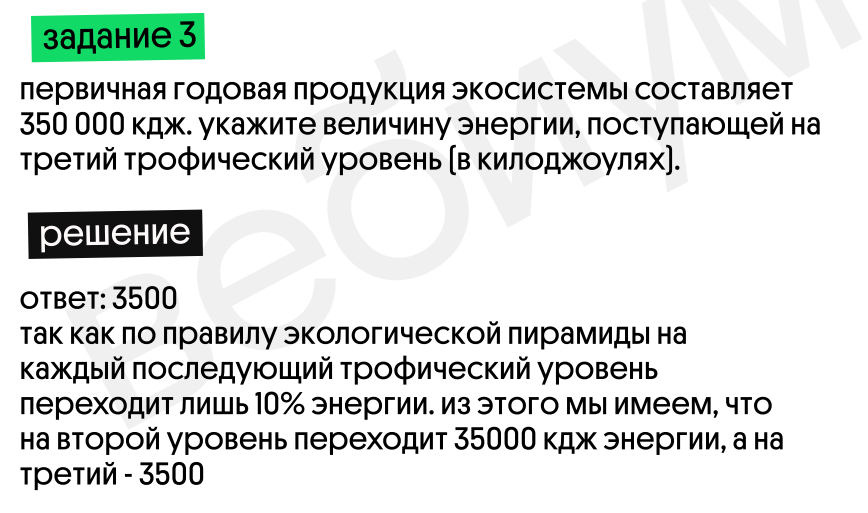 задание 3
первичная годовая продукция экосистемы составляет
350 000 кдж. укажите величину энергии, поступающей на
третий трофический уровень (в килоджоулях).
решение
ответ: 3500
так как по правилу экологической пирамиды на
каждый последующий трофический уровень
переходит лишь 10% энергии. из этого мы имеем, что
на второй уровень переходит 35000 кдж энергии, а на
третий - 3500
вебиум